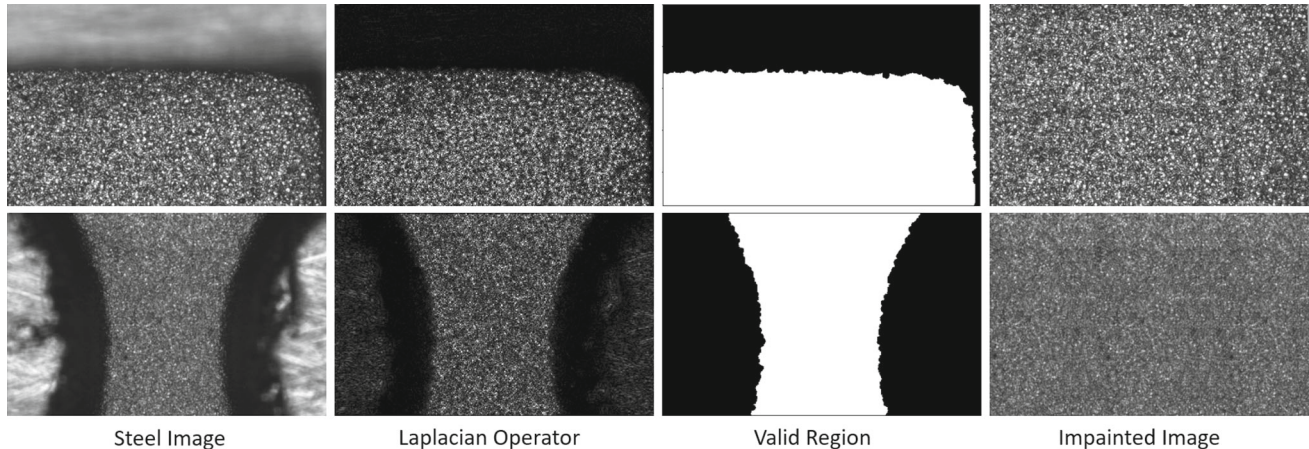 Steel Image
Laplacian Operator
Valid Region
Impainted Image